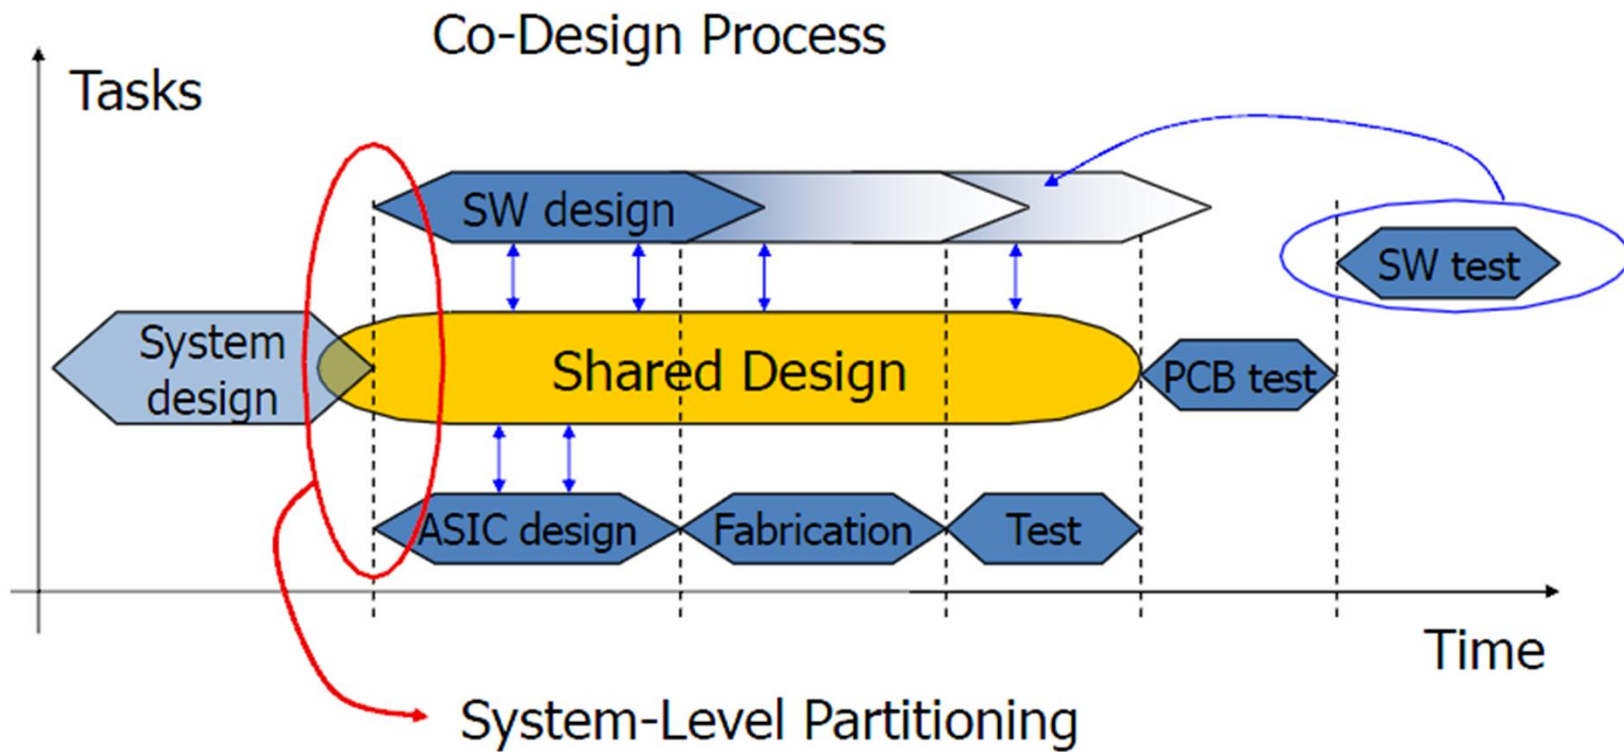 Co-Design Process
Tasks
SW design
SW test
System
design
Shared Design
PCB test
ASIC design
Fabrication
Test
Time
System-Level Partitioning